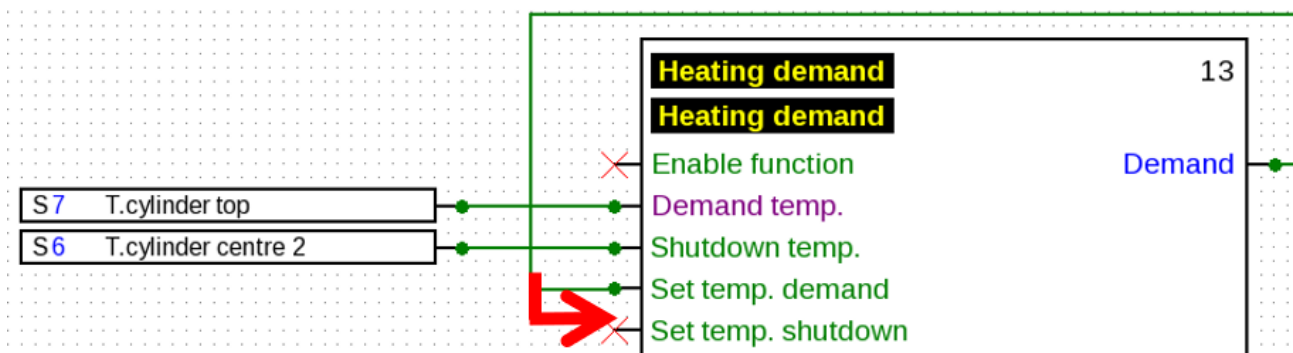 Heating demand 13
Heating demand
Enable function Demand
S7 T.cylinder top Demand temp.
S6 T.cylinder centre 2 Shutdown temp.
Set temp. demand
Set temp. shutdown